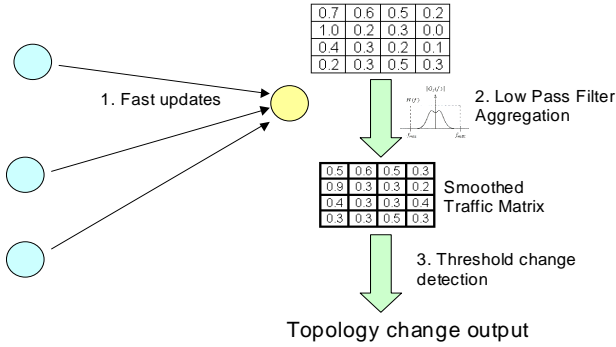 0.7 0.6 0.5 0.2
1.0 0.2 0.3 0.0
0.4 0.3 0.2 0.1
0.2 0.3 0.5 0.3
1. Fast updates
2. Low Pass Filter
Aggregation
0.5 0.6 0.5 0.3
0.9 0.3 0.3 0.2
0.4 0.3 0.3 0.4
0.3 0.3 0.5 0.3
Smoothed
Traffic Matrix
3. Threshold change
detection
Topology change output